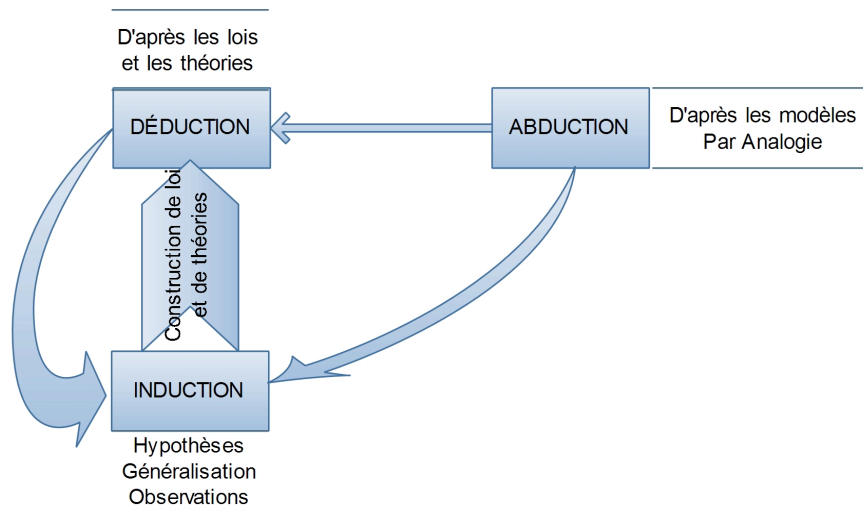 D'après les lois
et les théories
DÉDUCTION
ABDUCTION
D'après les modèles
Par Analogie
Construction de loi
et de théories
INDUCTION
Hypothèses
Généralisation
Observations